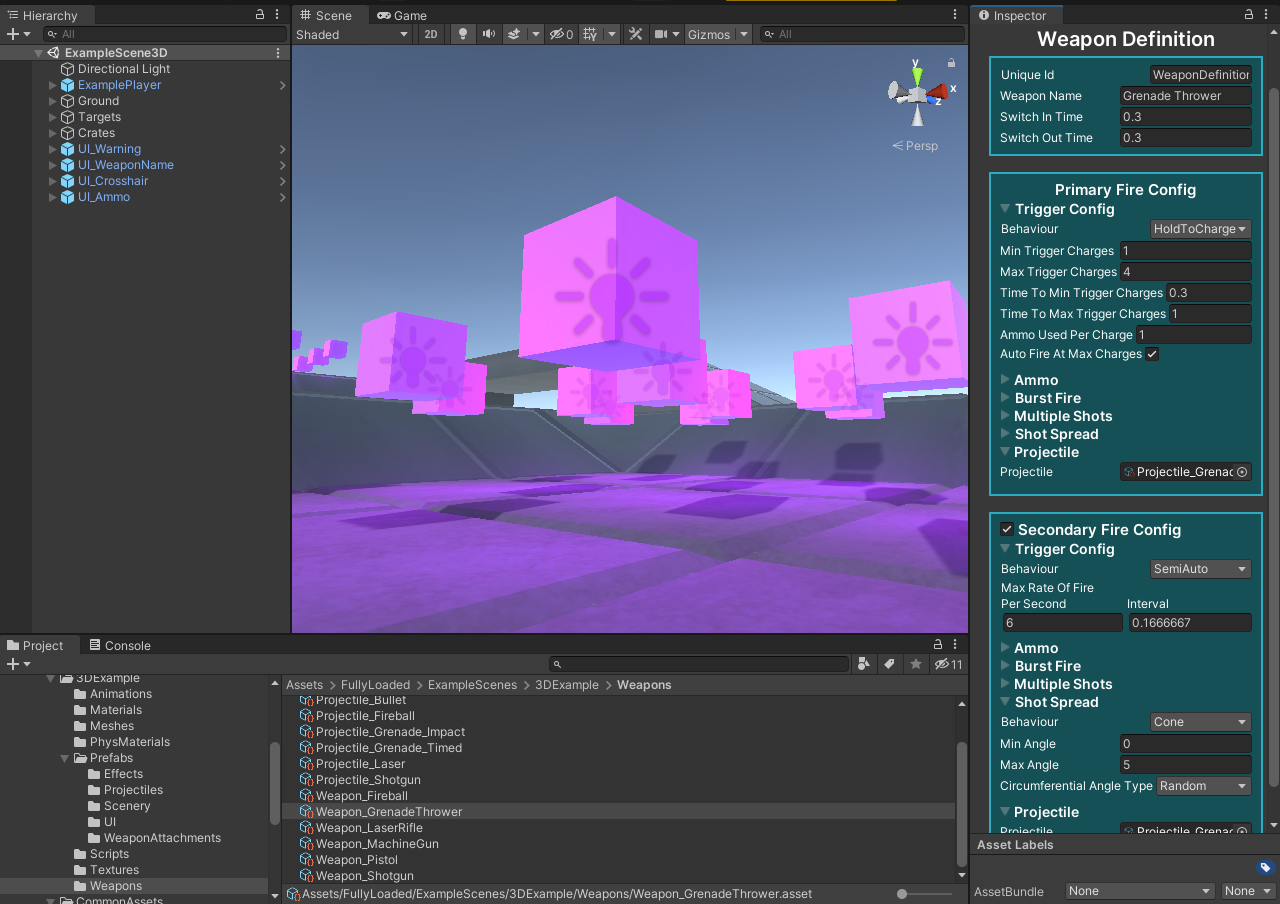 Hierarchy
All
ExampleScene3D
Directional Light
ExamplePlayer
Ground
Targets
Crates
UI_Warning
UI_WeaponName
UI_Crosshair
UI_Ammo
Scene
Game
Shaded
2D
0
Gizmos
All
y
x
z
Persp
Inspector
Weapon Definition
Unique Id WeaponDefinition
Weapon Name Grenade Thrower
Switch In Time 0.3
Switch Out Time 0.3
Primary Fire Config
Trigger Config
Behaviour HoldToCharge
Min Trigger Charges 1
Max Trigger Charges 4
Time To Min Trigger Charges 0.3
Time To Max Trigger Charges 1
Ammo Used Per Charge 1
Auto Fire At Max Charges
Ammo
Burst Fire
Multiple Shots
Shot Spread
Projectile
Projectile Projectile_Grenac
Secondary Fire Config
Trigger Config
Behaviour SemiAuto
Max Rate Of Fire
Per Second Interval
6 0.1666667
Ammo
Burst Fire
Multiple Shots
Shot Spread
Behaviour Cone
Min Angle 0
Max Angle 5
Circumferential Angle Type Random
Projectile
Projectile Projectile_Grenac
Asset Labels
AssetBundle None None
Project
Console
11
3DExample
Animations
Materials
Meshes
PhysMaterials
Prefabs
Effects
Projectiles
Scenery
UI
WeaponAttachments
Scripts
Textures
Weapons
CommonAssets
Assets > FullyLoaded > ExampleScenes > 3DExample > Weapons
Projectile_Bullet
Projectile_Fireball
Projectile_Grenade_Impact
Projectile_Grenade_Timed
Projectile_Laser
Projectile_Shotgun
Weapon_Fireball
Weapon_GrenadeThrower
Weapon_LaserRifle
Weapon_MachineGun
Weapon_Pistol
Weapon_Shotgun
Assets/FullyLoaded/ExampleScenes/3DExample/Weapons/Weapon_GrenadeThrower.asset